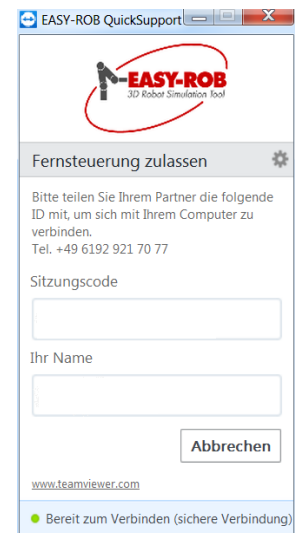 EASY-ROB QuickSupport
EASY-ROB
3D Robot Simulation Tool
Fernsteuerung zulassen
Bitte teilen Sie Ihrem Partner die folgende
ID mit, um sich mit Ihrem Computer zu
verbinden.
Tel. +49 6192 921 70 77
Sitzungscode
Ihr Name
Abbrechen
www.teamviewer.com
Bereit zum Verbinden (sichere Verbindung)